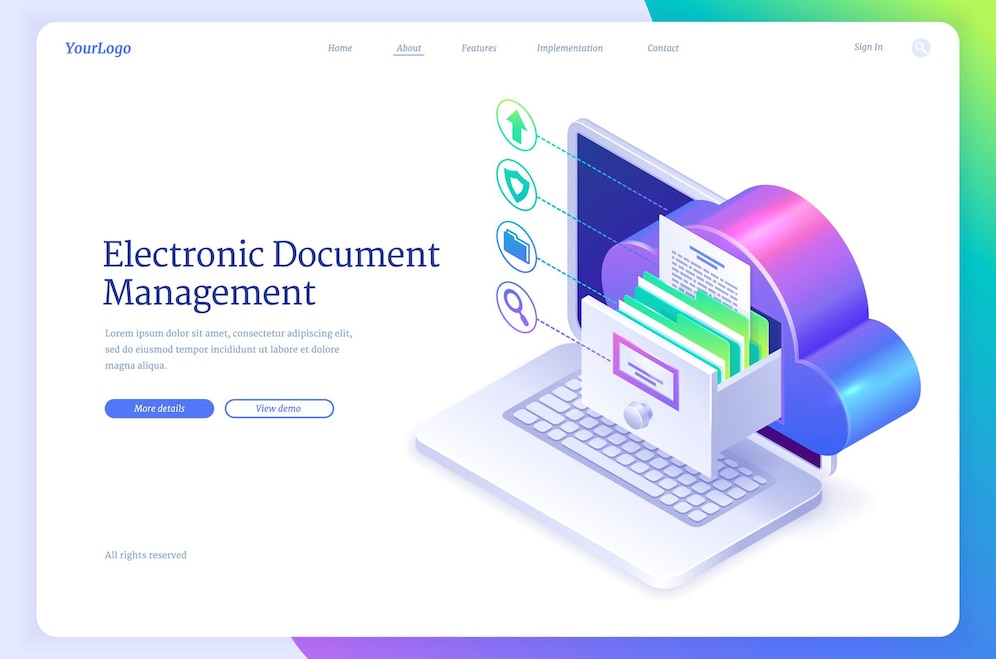 YourLogo
Home
About
Features
Implementation
Contact
Sign In
Electronic Document
Management
Lorem ipsum dolor sit amet, consectetur adipiscing elit,
sed do eiusmod tempor incididunt ut labore et dolore
magna aliqua.
More details
View demo
All rights reserved